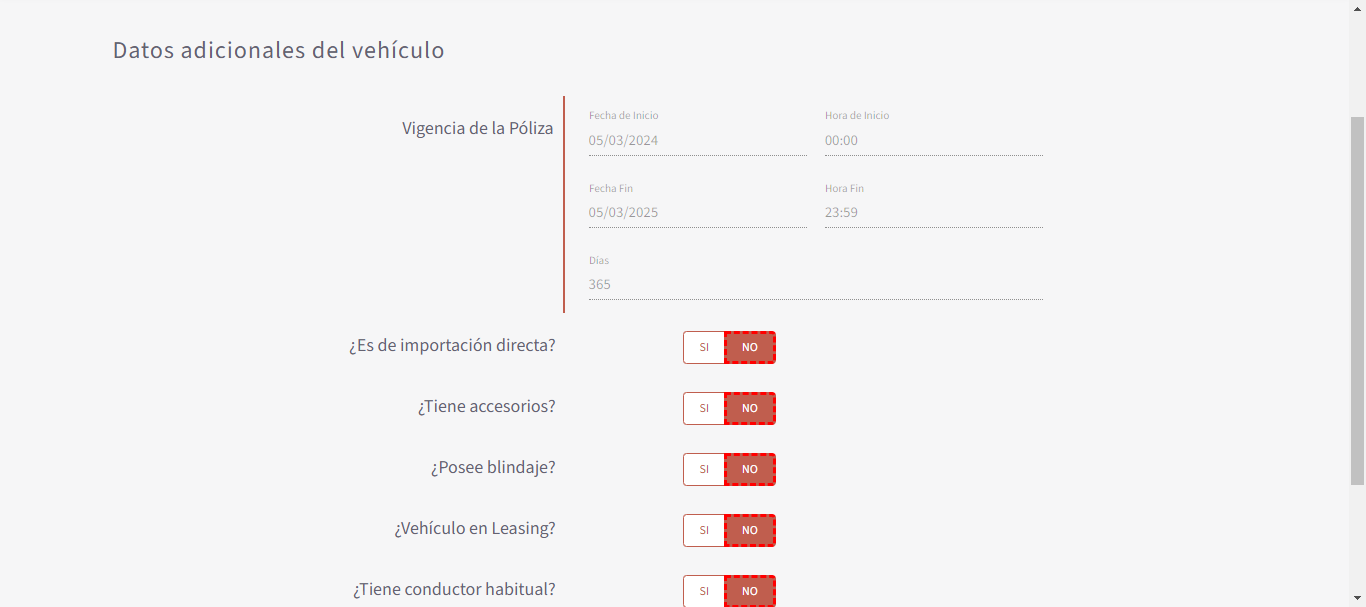 Datos adicionales del vehículo
Vigencia de la Póliza
Fecha de Inicio Hora de Inicio
05/03/2024 00:00
Fecha Fin Hora Fin
05/03/2025 23:59
Días
365
¿Es de importación directa? SI NO
¿Tiene accesorios? SI NO
¿Posee blindaje? SI NO
¿Vehículo en Leasing? SI NO
¿Tiene conductor habitual? SI NO